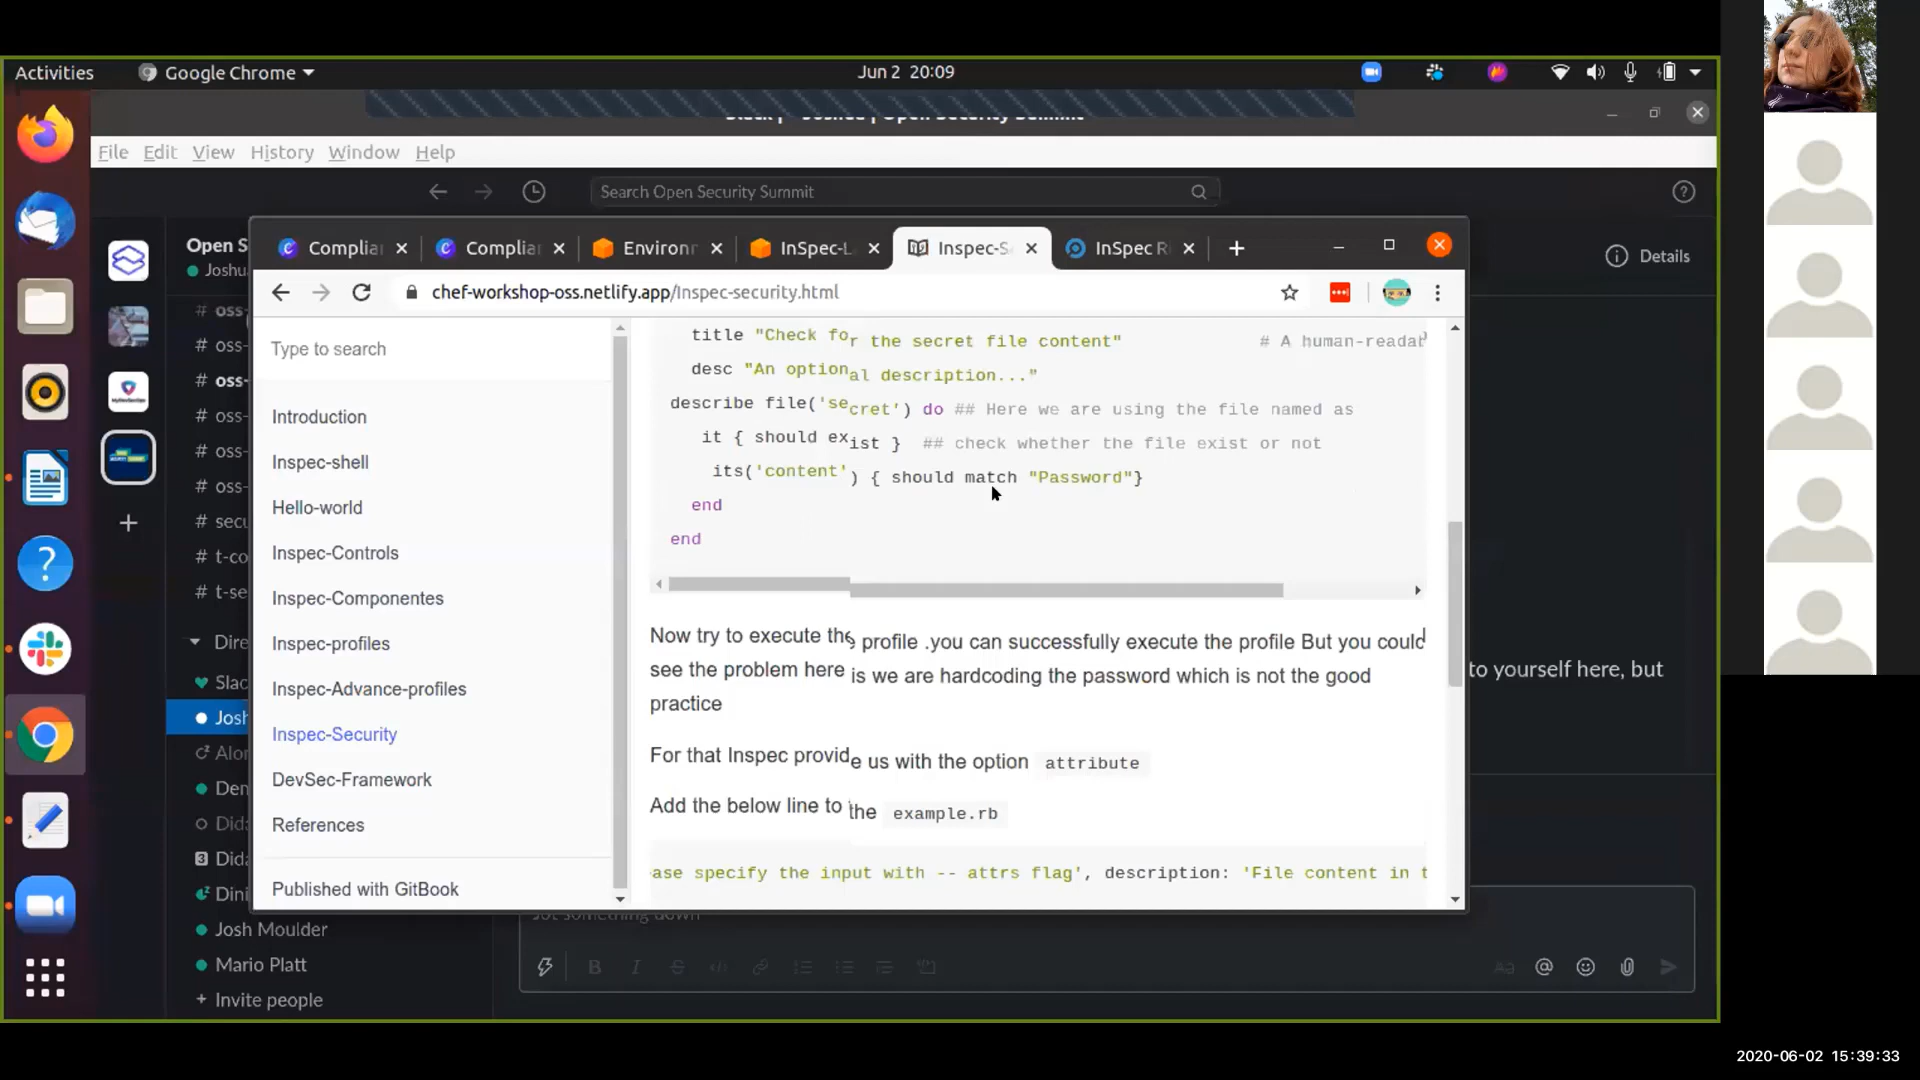 Activities
Google Chrome
Jun 2 20:09
File Edit View History Window Help
Search Open Security Summit
Open S
Joshu
Details
Complian
Complian
Environm
InSpec-L
Inspec-S
InSpec R
chef-workshop-oss.netlify.app/Inspec-security.html
# oss-
# oss-
# oss-
# oss-
# oss-
# oss-
# secu
# t-co
# t-se
Dire
Slac
Josh
Alon
Den
Dida
3 Dida
Dini
Josh Moulder
Mario Platt
+ Invite people
Type to search
Introduction
Inspec-shell
Hello-world
Inspec-Controls
Inspec-Componentes
Inspec-profiles
Inspec-Advance-profiles
Inspec-Security
DevSec-Framework
References
Published with GitBook
title "Check for the secret file content" # A human-readab
desc "An optional description..."
describe file('secret') do ## Here we are using the file named as
it { should exist } ## check whether the file exist or not
its('content') { should match "Password"}
end
end
Now try to execute the profile .you can successfully execute the profile But you could
see the problem here is we are hardcoding the password which is not the good
practice
For that Inspec provide us with the option attribute
Add the below line to the example.rb
ase specify the input with -- attrs flag', description: 'File content in t
to yourself here, but
2020-06-02 15:39:33